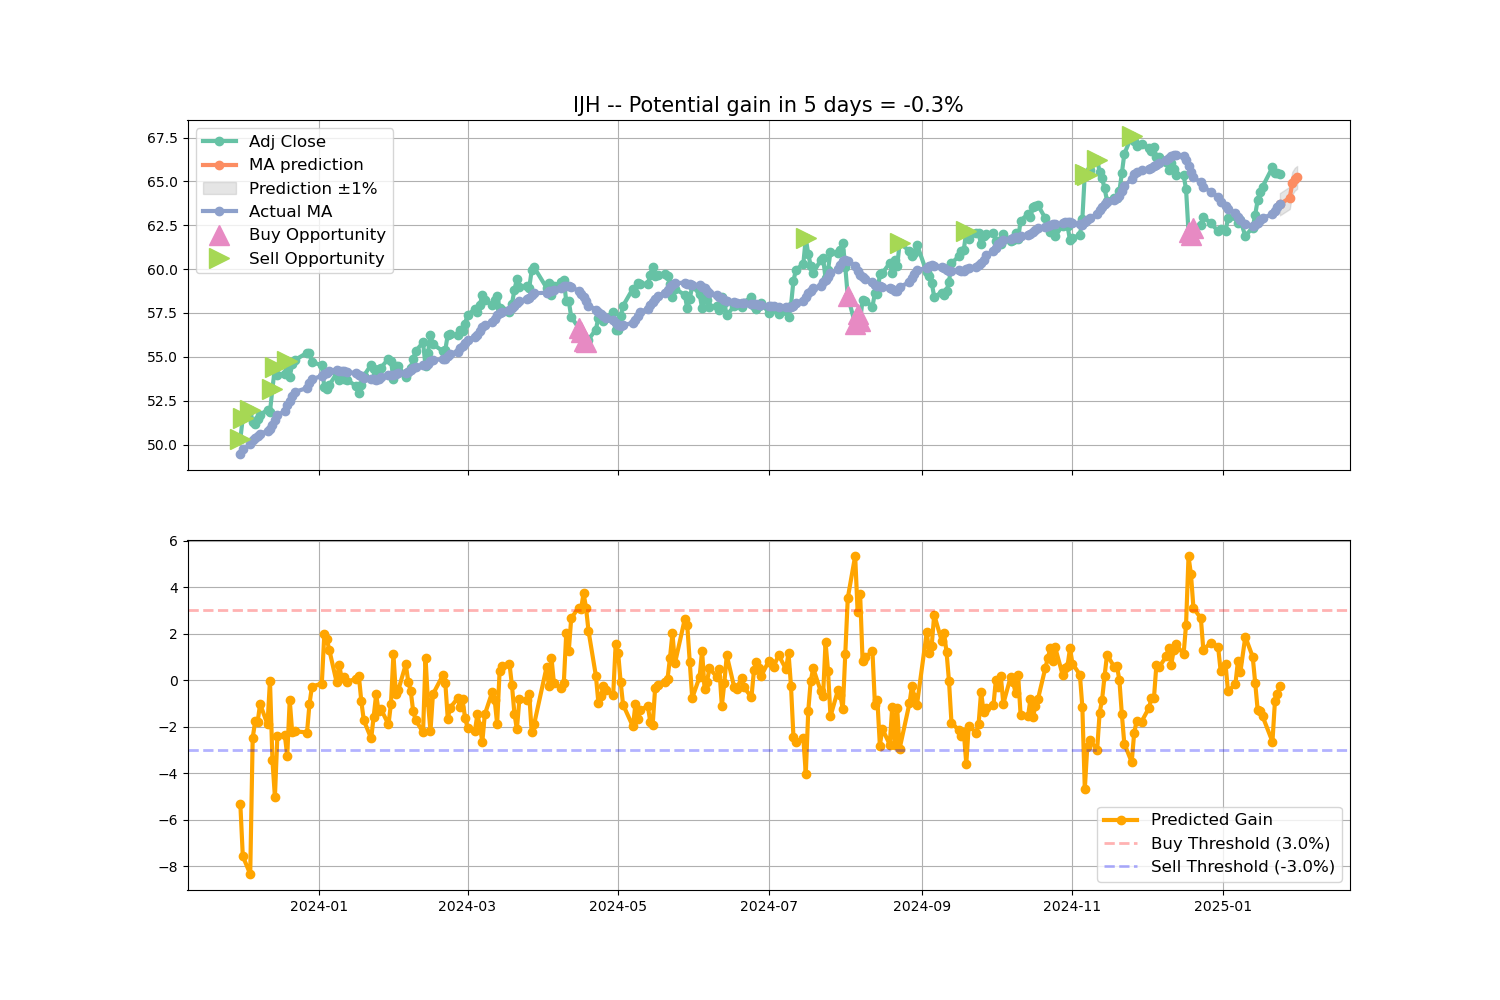 IJH -- Potential gain in 5 days = -0.3%
67.5
65.0
62.5
60.0
57.5
55.0
52.5
50.0
Adj Close
MA prediction
Prediction ±1%
Actual MA
Buy Opportunity
Sell Opportunity
6
4
2
0
−2
−4
−6
−8
Predicted Gain
Buy Threshold (3.0%)
Sell Threshold (-3.0%)
2024-01
2024-03
2024-05
2024-07
2024-09
2024-11
2025-01